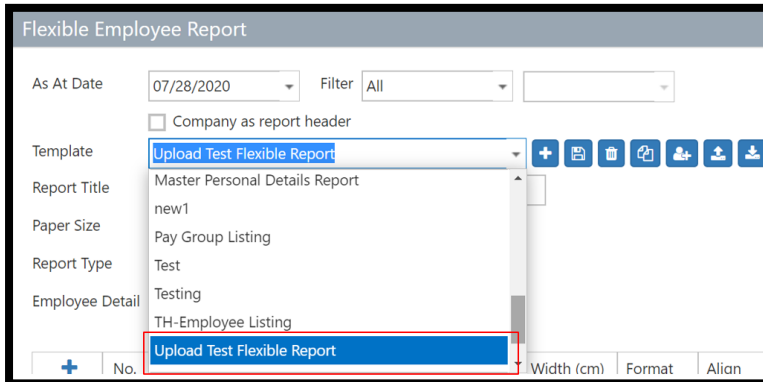 Flexible Employee Report
As At Date 07/28/2020 Filter All
Company as report header
Template Upload Test Flexible Report
Master Personal Details Report
Report Title
new1
Paper Size
Pay Group Listing
Report Type
Test
Employee Detail
Testing
TH-Employee Listing
Upload Test Flexible Report
No. Width (cm) Format Align